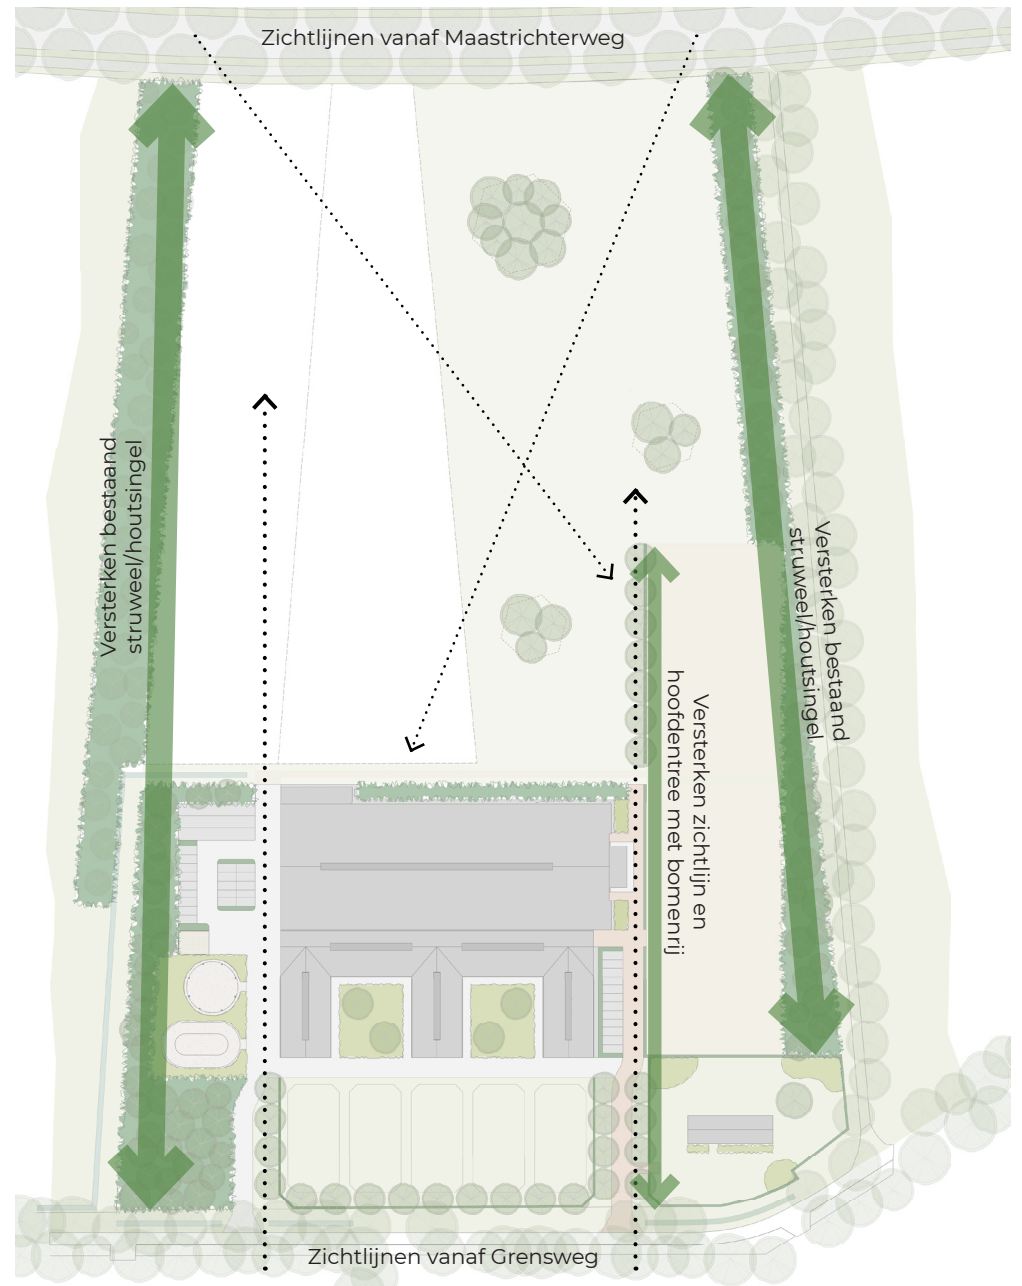 Zichtlijnen vanaf Maastrichterweg
Versterken bestaand
struweel/houtsingel
Versterken bestaand
struweel/houtsingel
Versterken zichtlijn en
hoofdentree met bomenrij
Zichtlijnen vanaf Grensweg